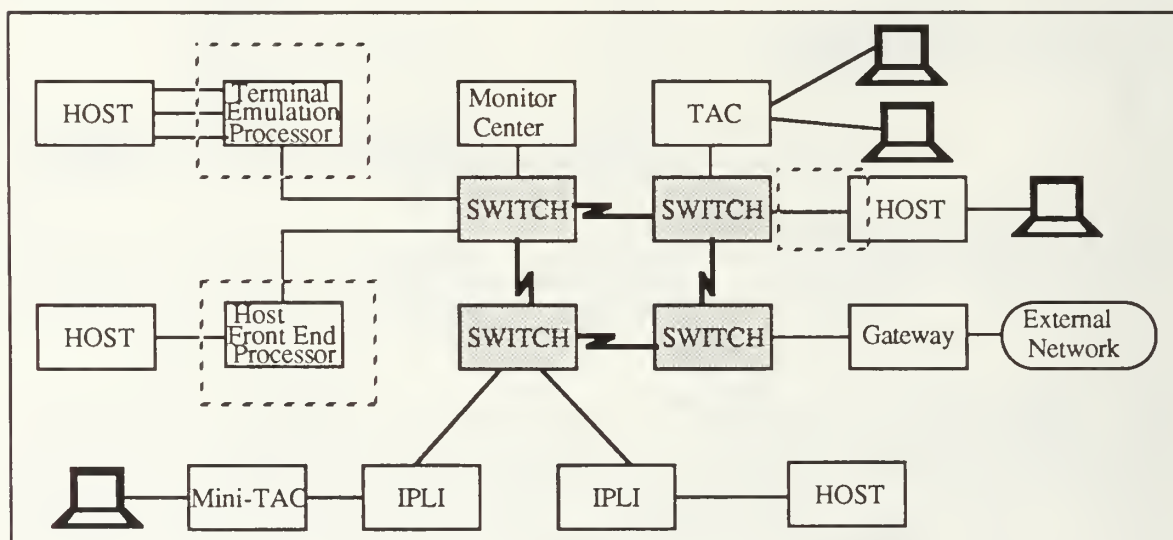 HOST
Terminal
Emulation
Processor
Monitor
Center
TAC
SWITCH
SWITCH
HOST
HOST
Host
Front End
Processor
SWITCH
SWITCH
Gateway
External
Network
Mini-TAC
IPLI
IPLI
HOST